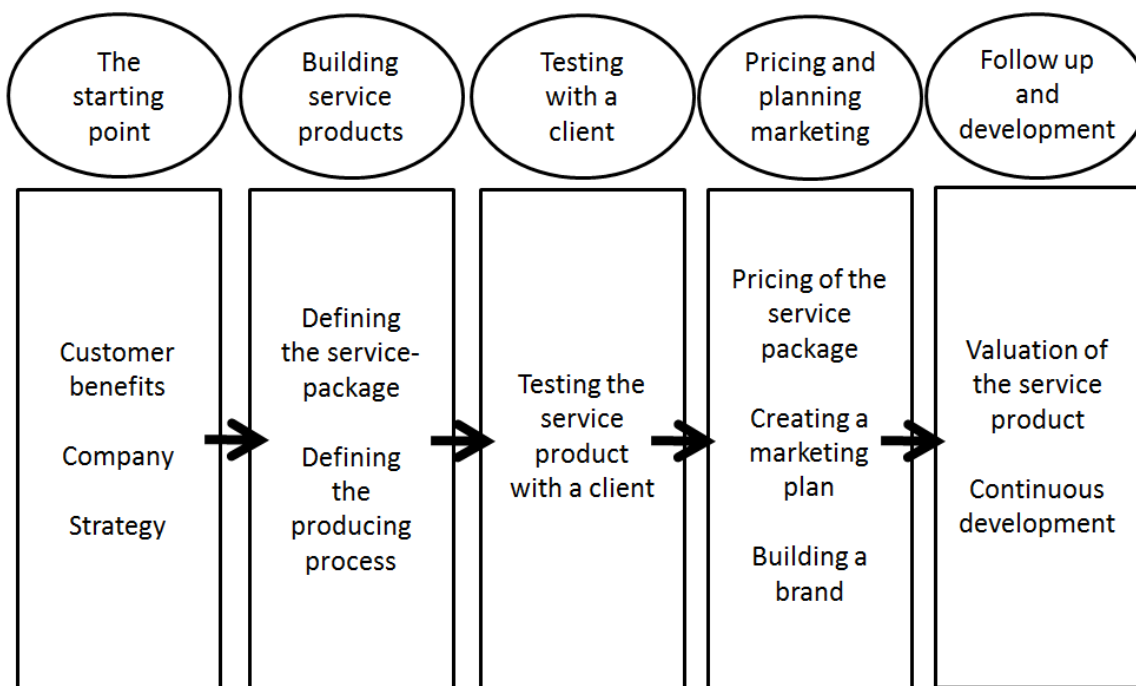 The
starting
point
Building
service
products
Testing
with a
client
Pricing and
planning
marketing
Follow up
and
development
Customer
benefits
Company
Strategy
Defining
the service-
package
Defining
the
producing
process
Testing the
service
product
with a client
Pricing of the
service
package
Creating a
marketing
plan
Building a
brand
Valuation of
the service
product
Continuous
development